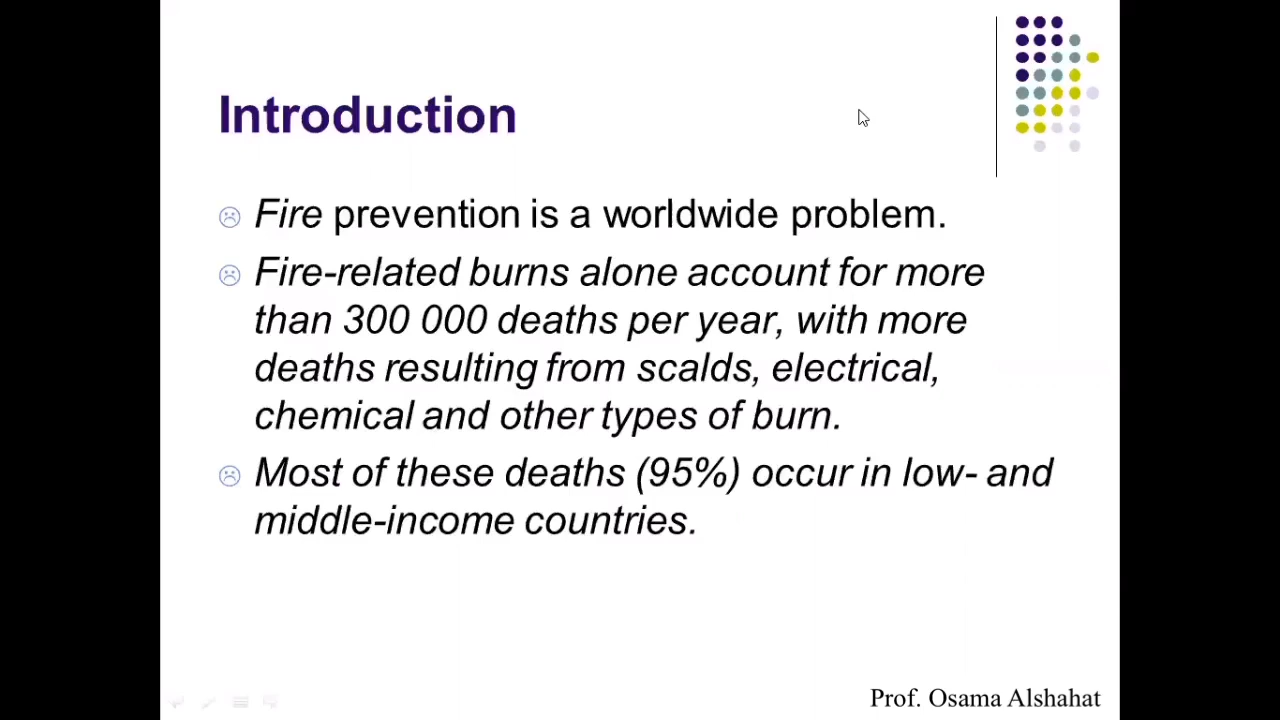 Introduction
Fire prevention is a worldwide problem.
Fire-related burns alone account for more
than 300 000 deaths per year, with more
deaths resulting from scalds, electrical,
chemical and other types of burn.
Most of these deaths (95%) occur in low- and
middle-income countries.
Prof. Osama Alshahat